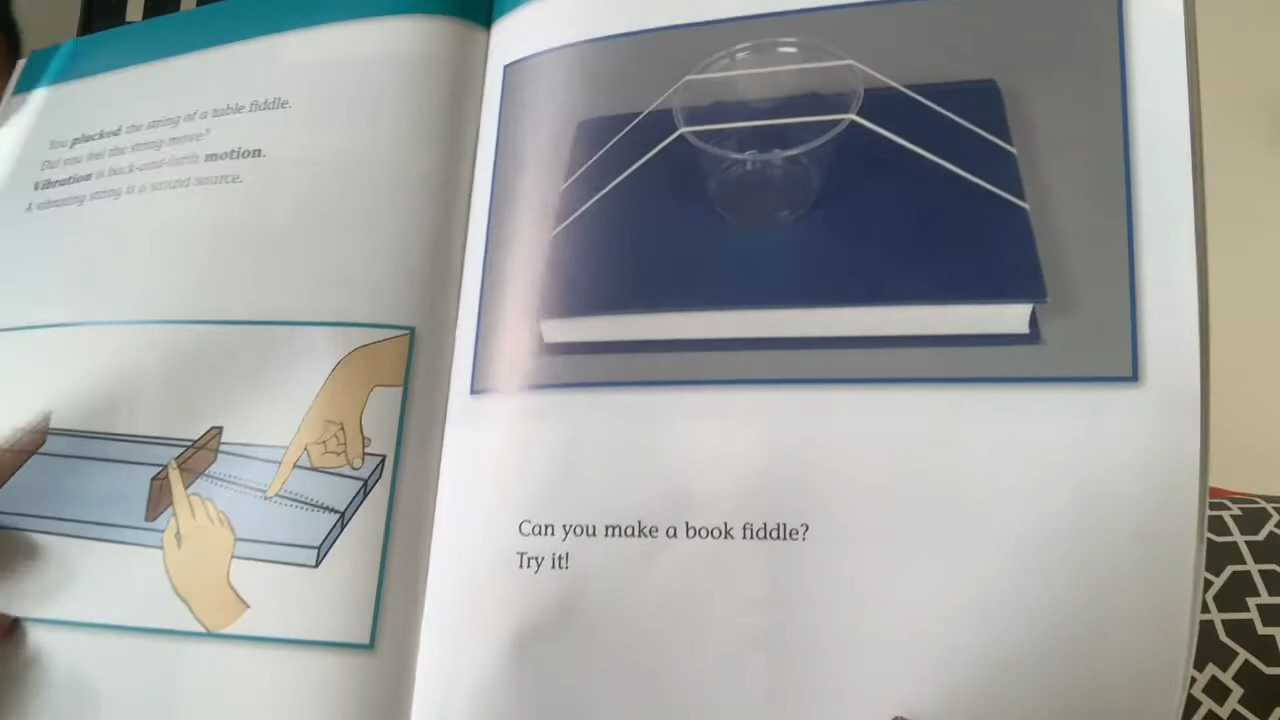 You plucked the string of a table fiddle.
Did you feel the string move?
Vibration is back-and-forth motion.
A vibrating string is a sound source.
Can you make a book fiddle?
Try it!